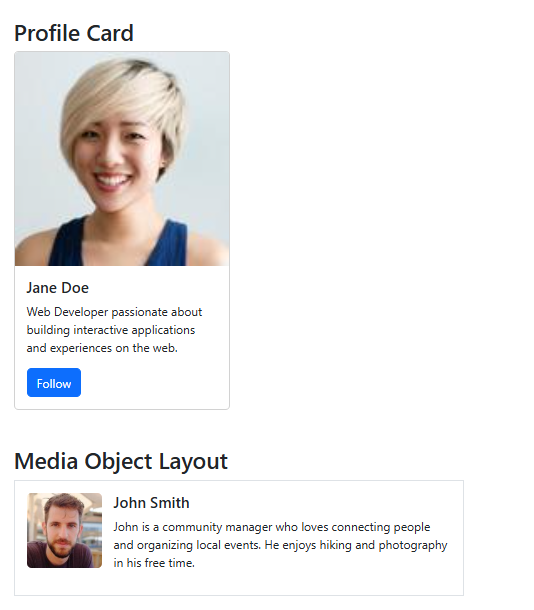 Profile Card
Jane Doe
Web Developer passionate about
building interactive applications
and experiences on the web.
Follow
Media Object Layout
John Smith
John is a community manager who loves connecting people
and organizing local events. He enjoys hiking and photography
in his free time.